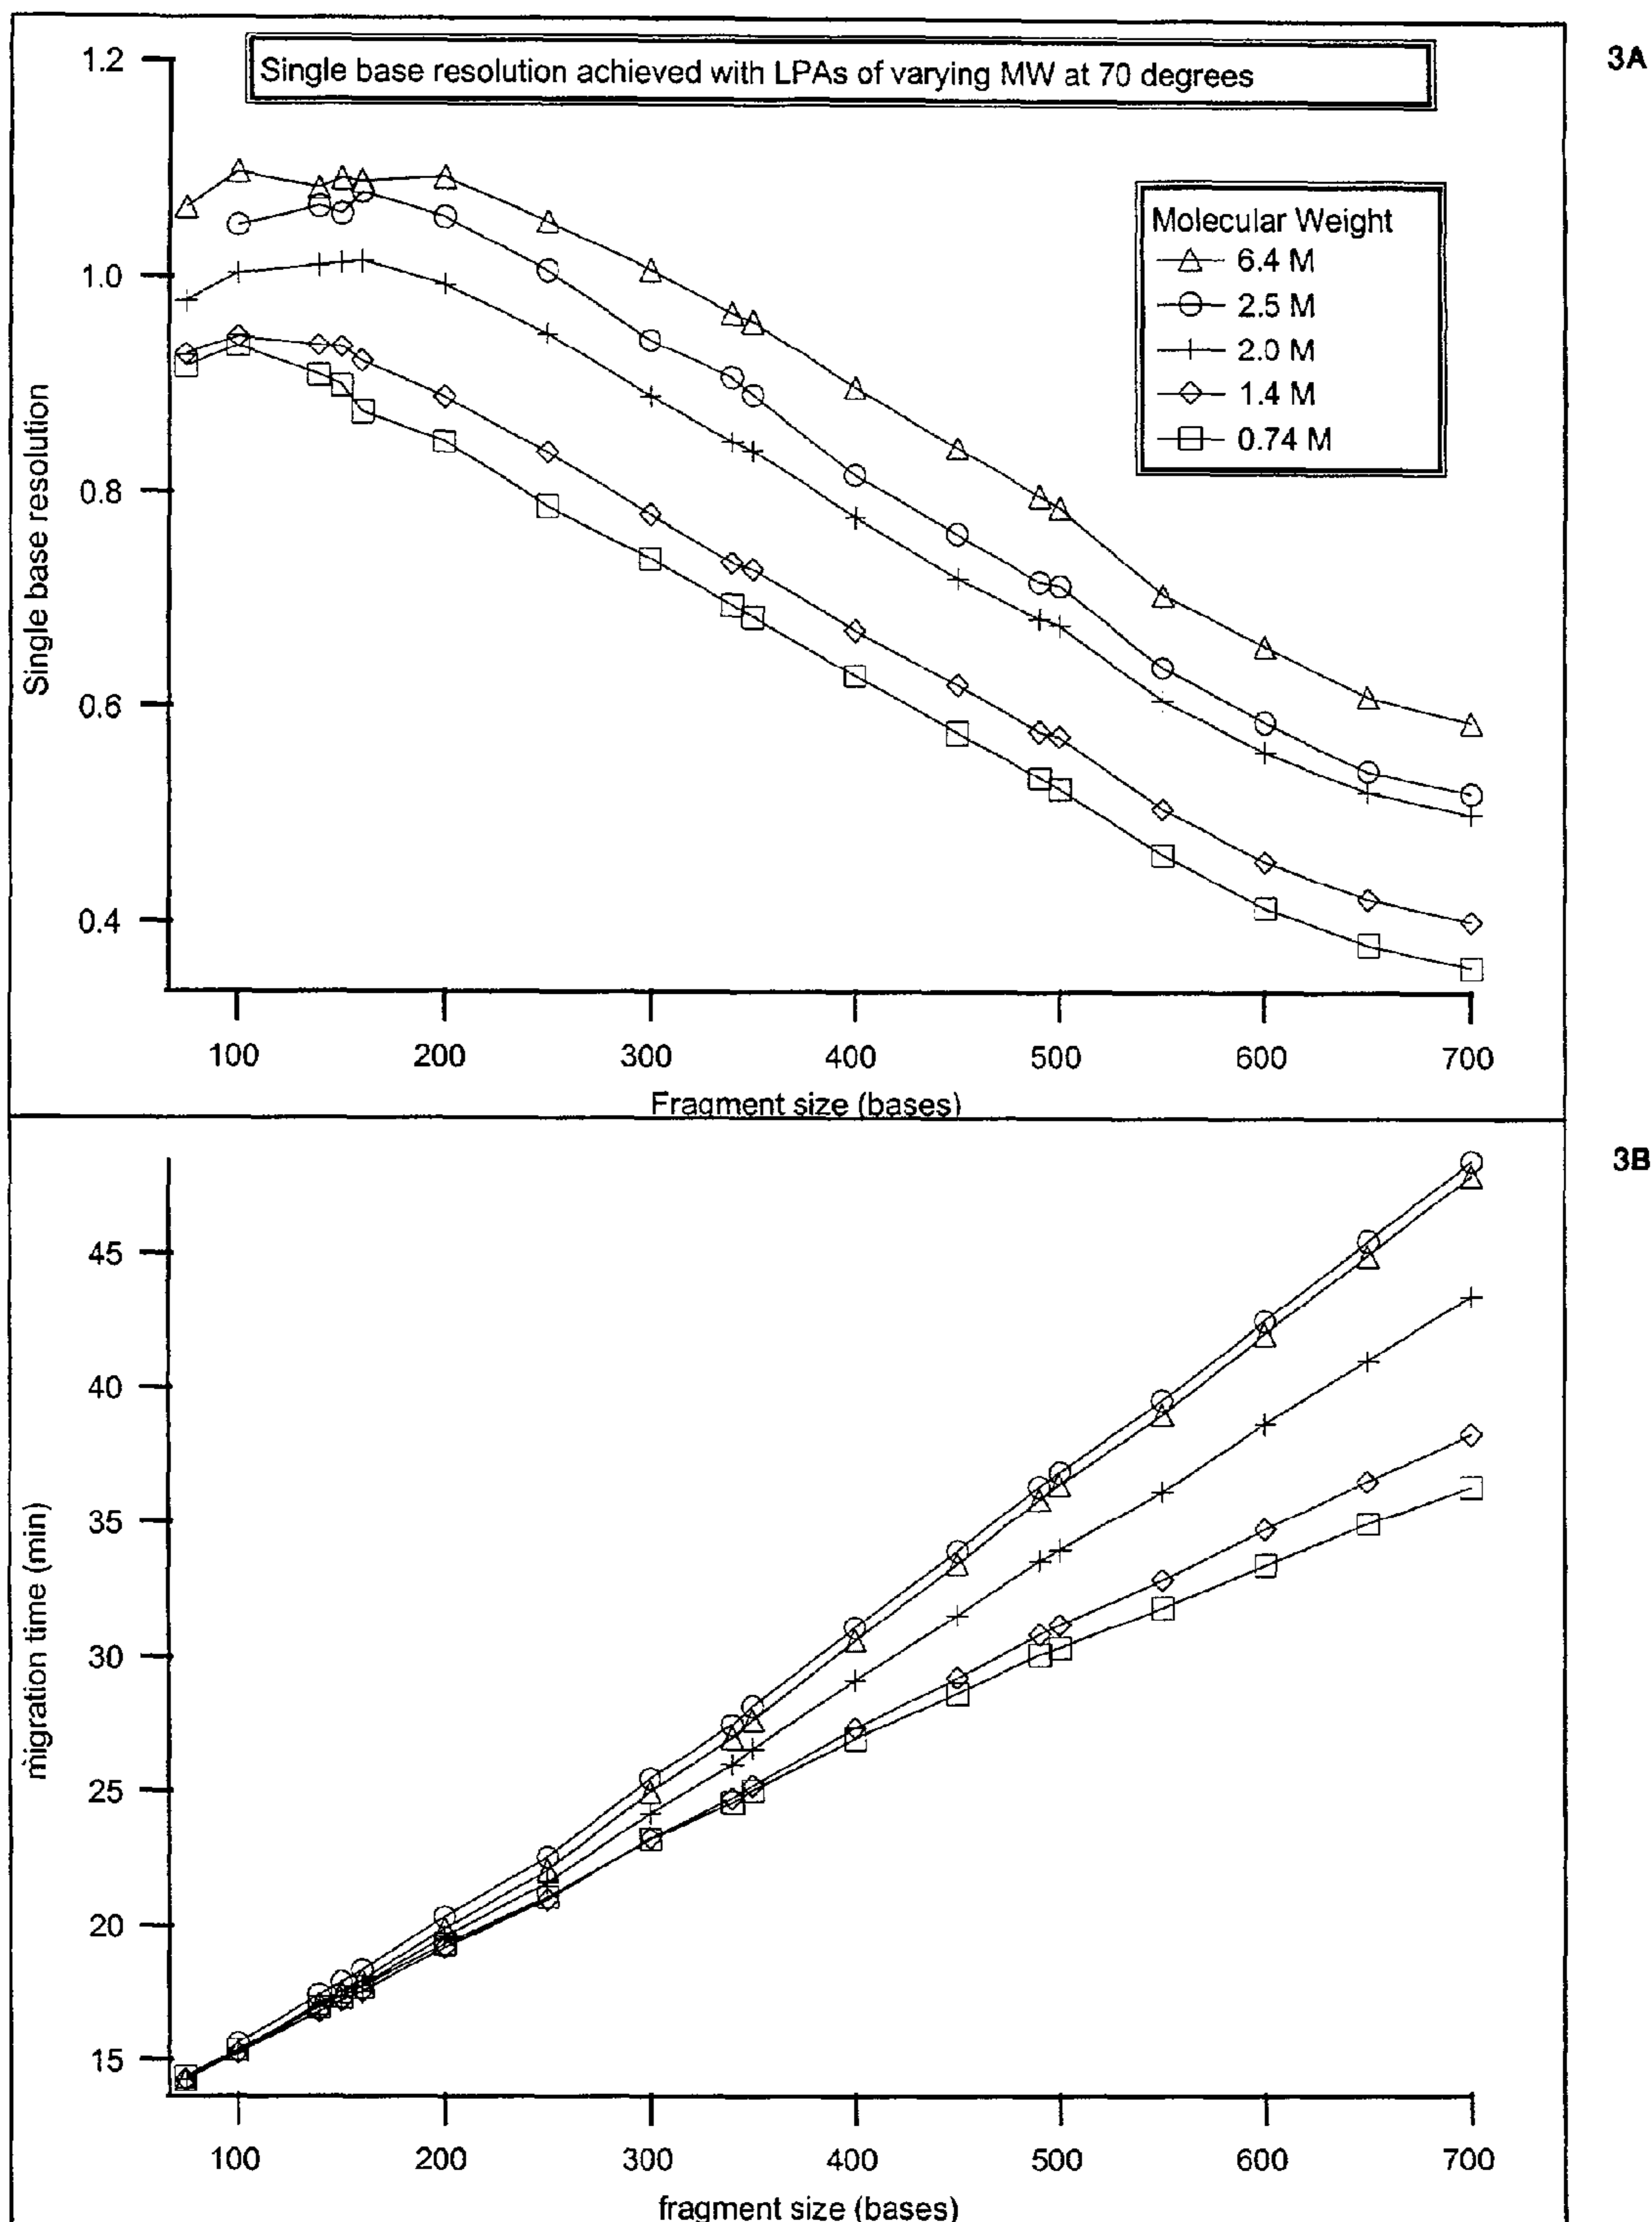 3A
Single base resolution achieved with LPAs of varying MW at 70 degrees
1.2
1.0
0.8
0.6
0.4
Single base resolution
Molecular Weight
6.4 M
2.5 M
2.0 M
1.4 M
0.74 M
100 200 300 400 500 600 700
Fragment size (bases)
3B
45
40
35
30
25
20
15
migration time (min)
100 200 300 400 500 600 700
fragment size (bases)